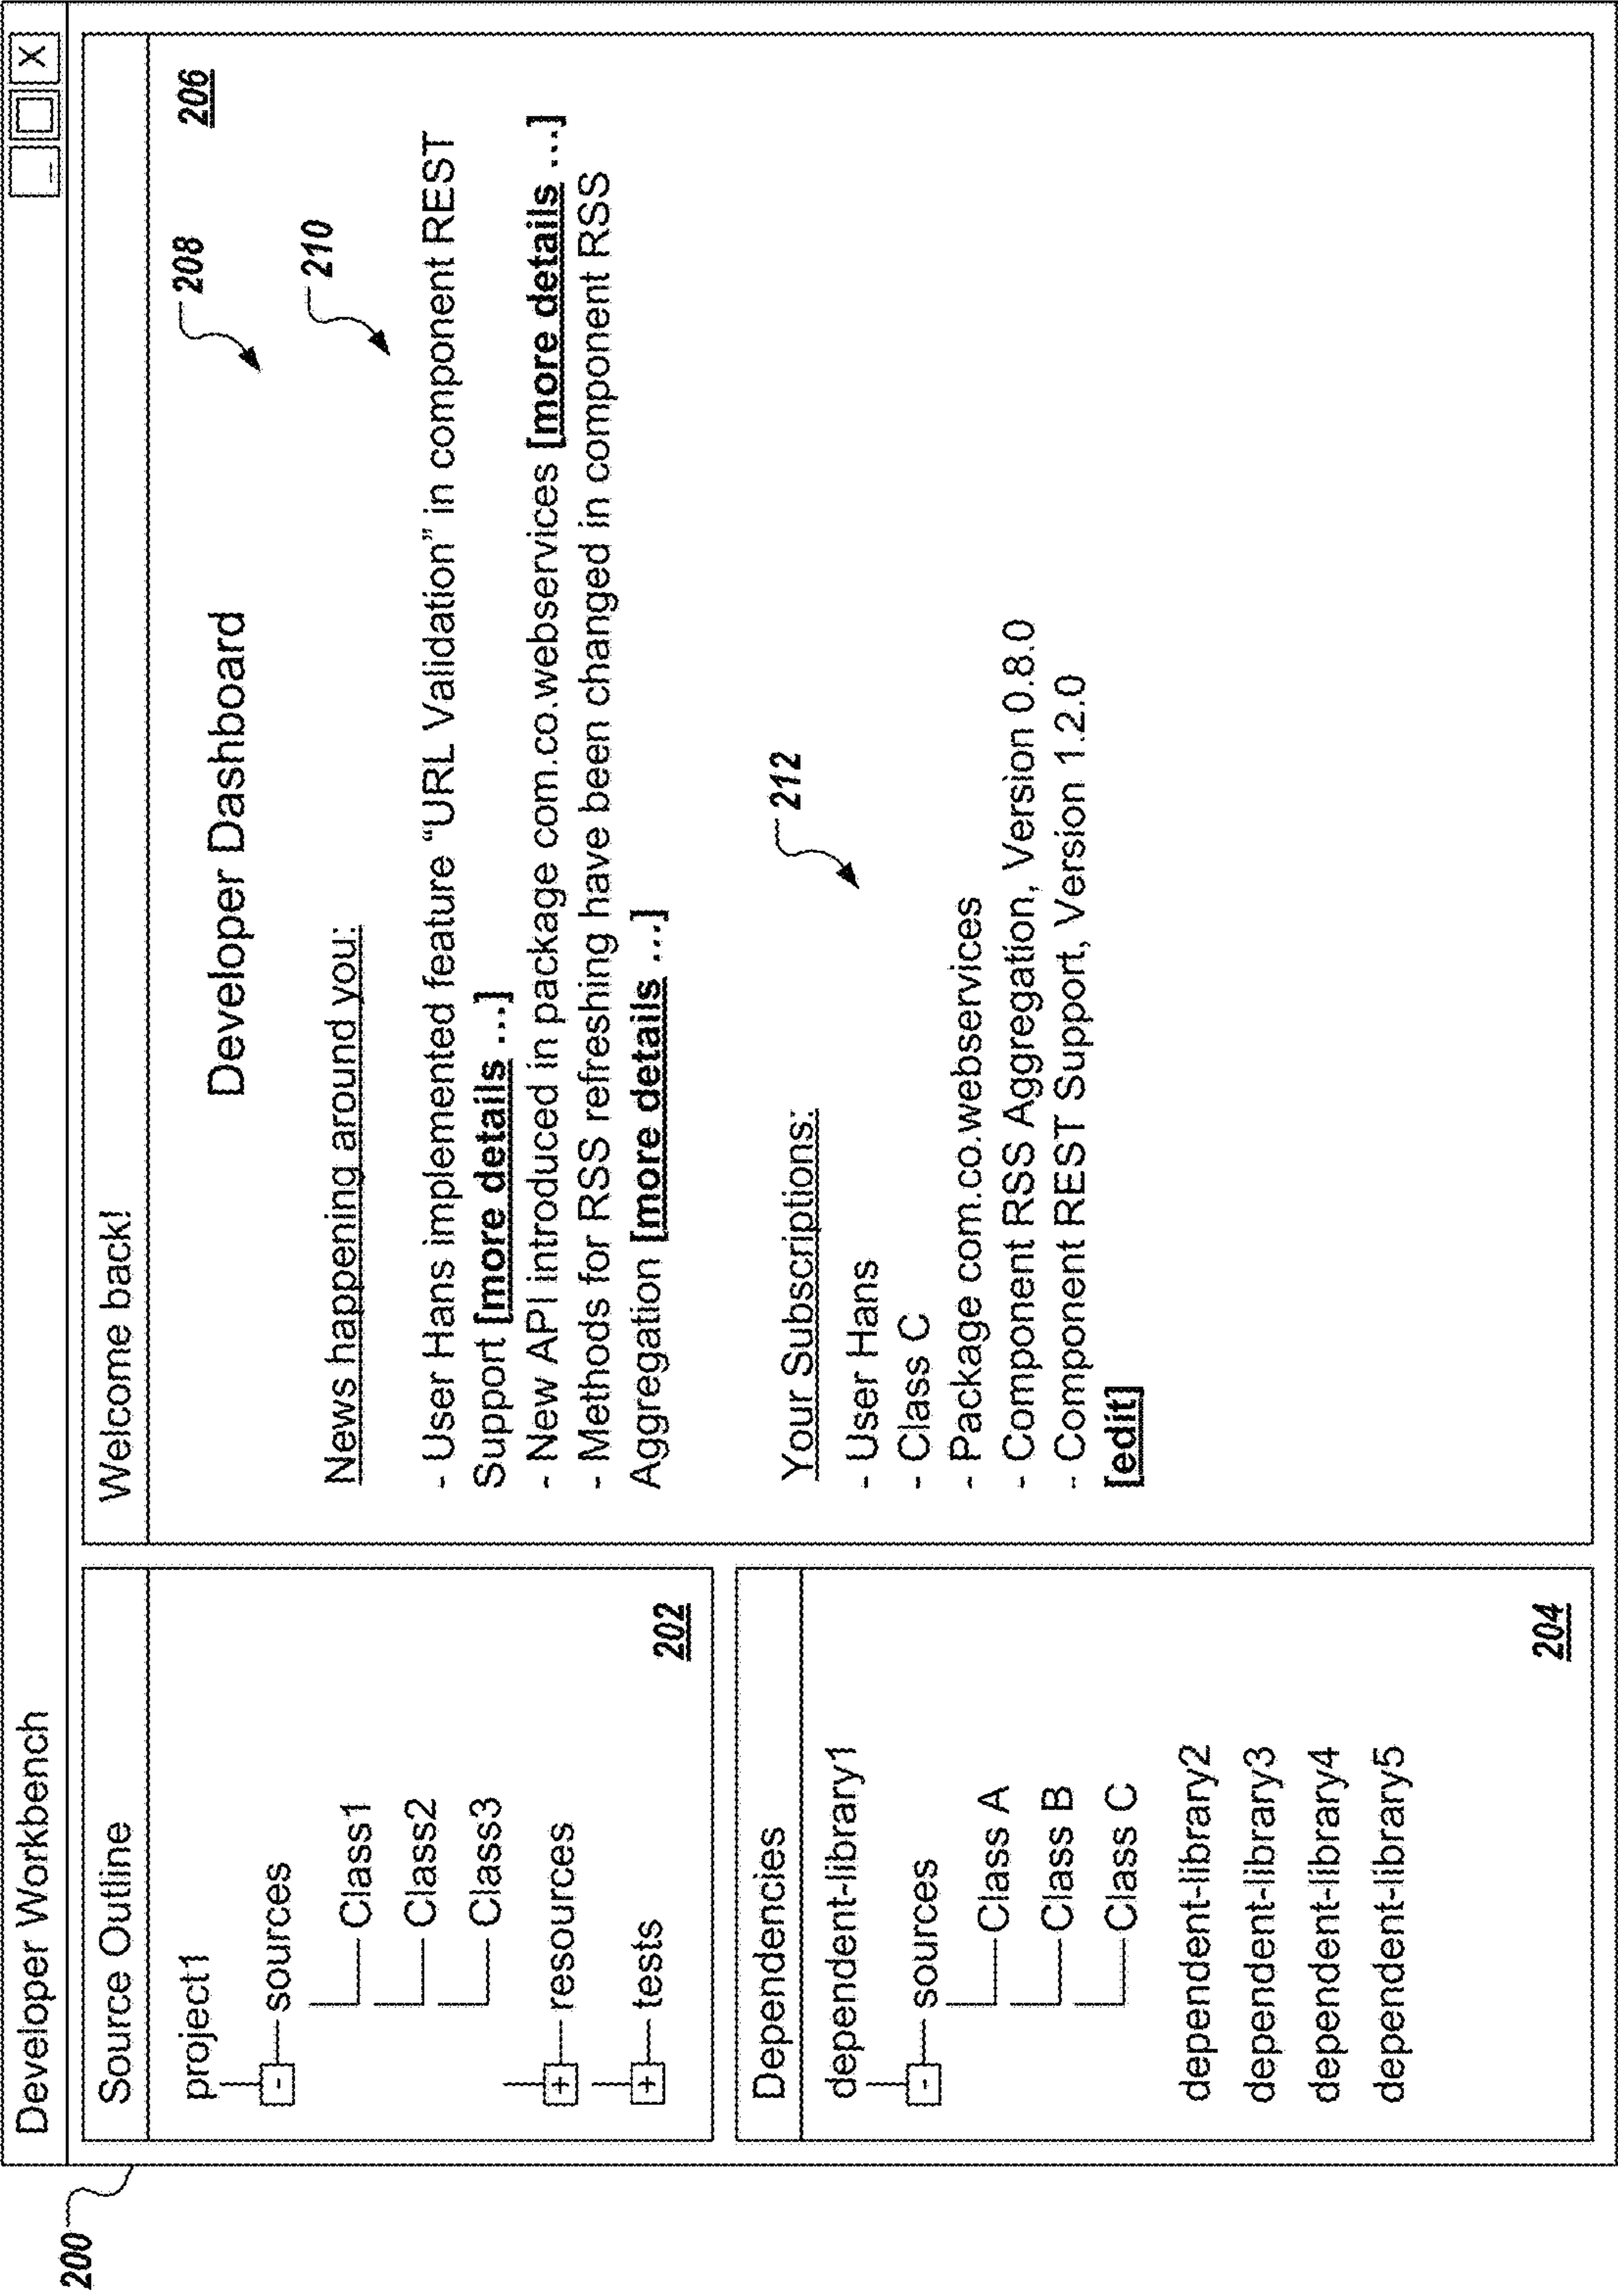 200
Developer Workbench
_ X
Source Outline
project1
- sources
Class1
Class2
Class3
+ resources
+ tests
202
Dependencies
dependent-library1
- sources
Class A
Class B
Class C
dependent-library2
dependent-library3
dependent-library4
dependent-library5
204
Welcome back!
206
Developer Dashboard
208
News happening around you:
210
- User Hans implemented feature “URL Validation” in component REST
Support [more details ...]
- New API introduced in package com.co.webservices [more details ...]
- Methods for RSS refreshing have been changed in component RSS
Aggregation [more details ...]
Your Subscriptions:
212
- User Hans
- Class C
- Package com.co.webservices
- Component RSS Aggregation, Version 0.8.0
- Component REST Support, Version 1.2.0
[edit]